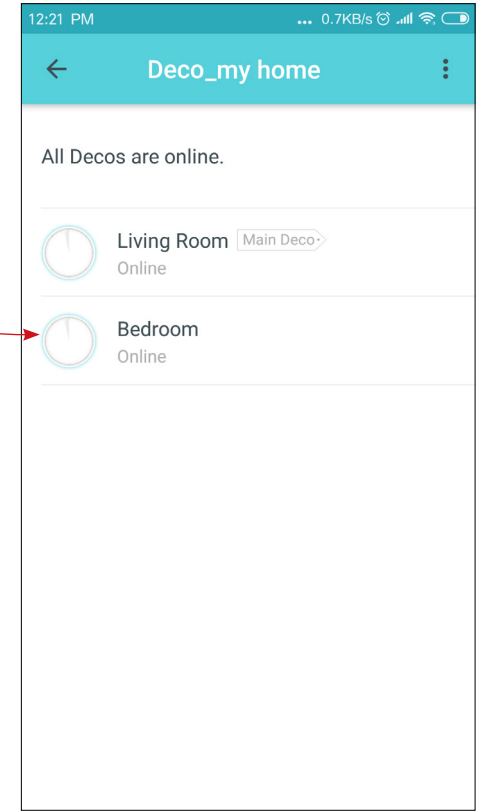 12:21 PM ... 0.7KB/s
Deco_my home
All Decos are online.
Living Room Main Deco
Online
Bedroom
Online